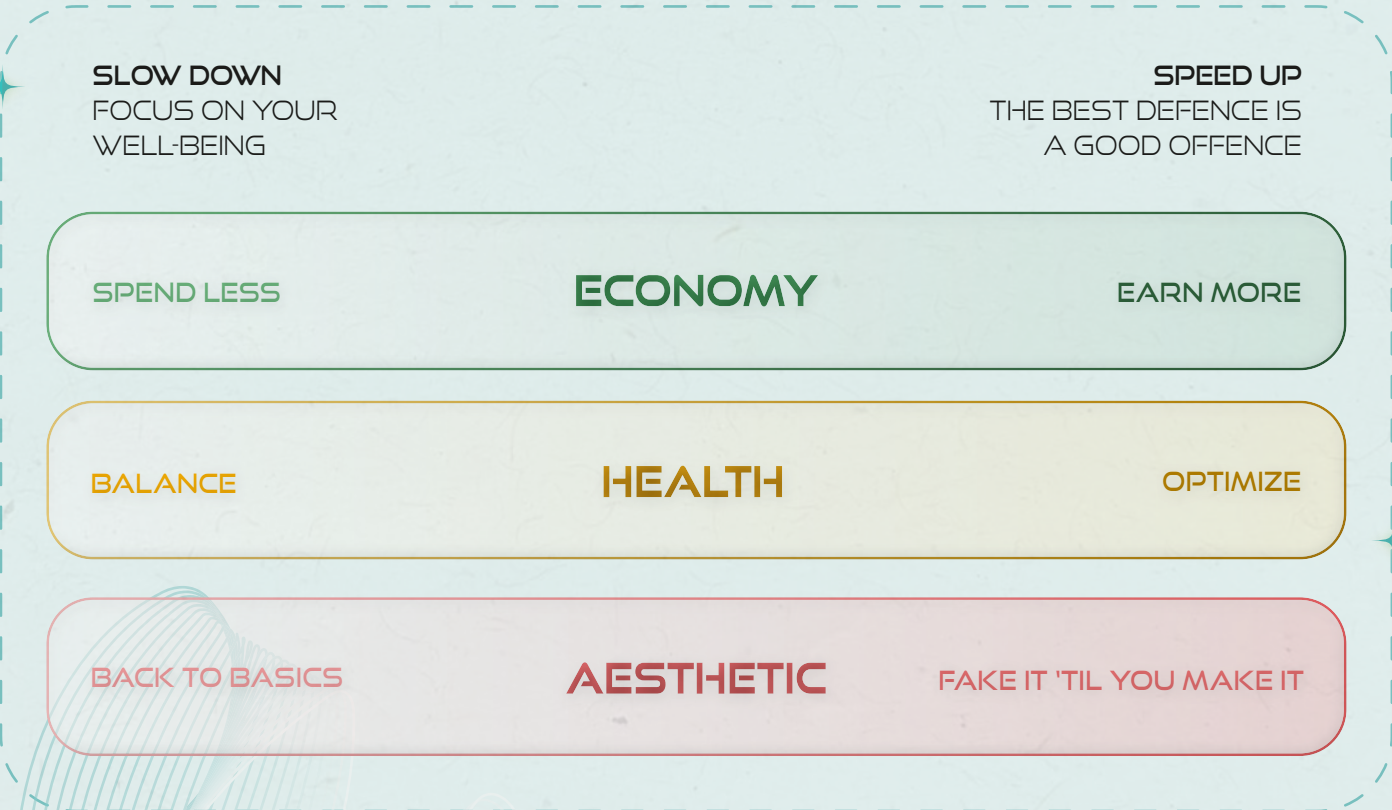 SLOW DOWN
FOCUS ON YOUR
WELL-BEING
SPEED UP
THE BEST DEFENCE IS
A GOOD OFFENCE
SPEND LESS
ECONOMY
EARN MORE
BALANCE
HEALTH
OPTIMIZE
BACK TO BASICS
AESTHETIC
FAKE IT 'TIL YOU MAKE IT